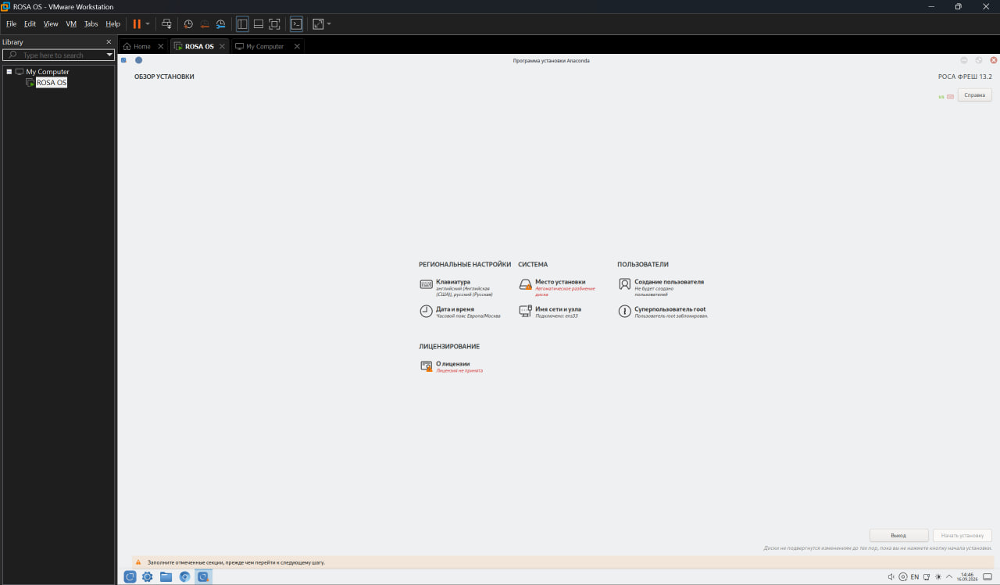 ROSA OS - VMware Workstation
File Edit View VM Tabs Help
Library
Type here to search
My Computer
ROSA OS
Home
ROSA OS
My Computer
Программа установки Anaconda
ОБЗОР УСТАНОВКИ
РОСА ФРЕШ 13.2
us
Справка
РЕГИОНАЛЬНЫЕ НАСТРОЙКИ
Клавиатура
английский (Английская
(США)), русский (Русская)
Дата и время
Часовой пояс Европа/Москва
СИСТЕМА
Место установки
Автоматическое разбиение
диска
Имя сети и узла
Подключено: ens33
ПОЛЬЗОВАТЕЛИ
Создание пользователя
Не будет создано
пользователей
Суперпользователь root
Пользователь root заблокирован.
ЛИЦЕНЗИРОВАНИЕ
О лицензии
Лицензия не принята
Выход
Начать установку
Диски не подвергнутся изменениям до тех пор, пока вы не нажмете кнопку начала установки.
Заполните отмеченные секции, прежде чем перейти к следующему шагу.
EN
14:46
16.09.2026